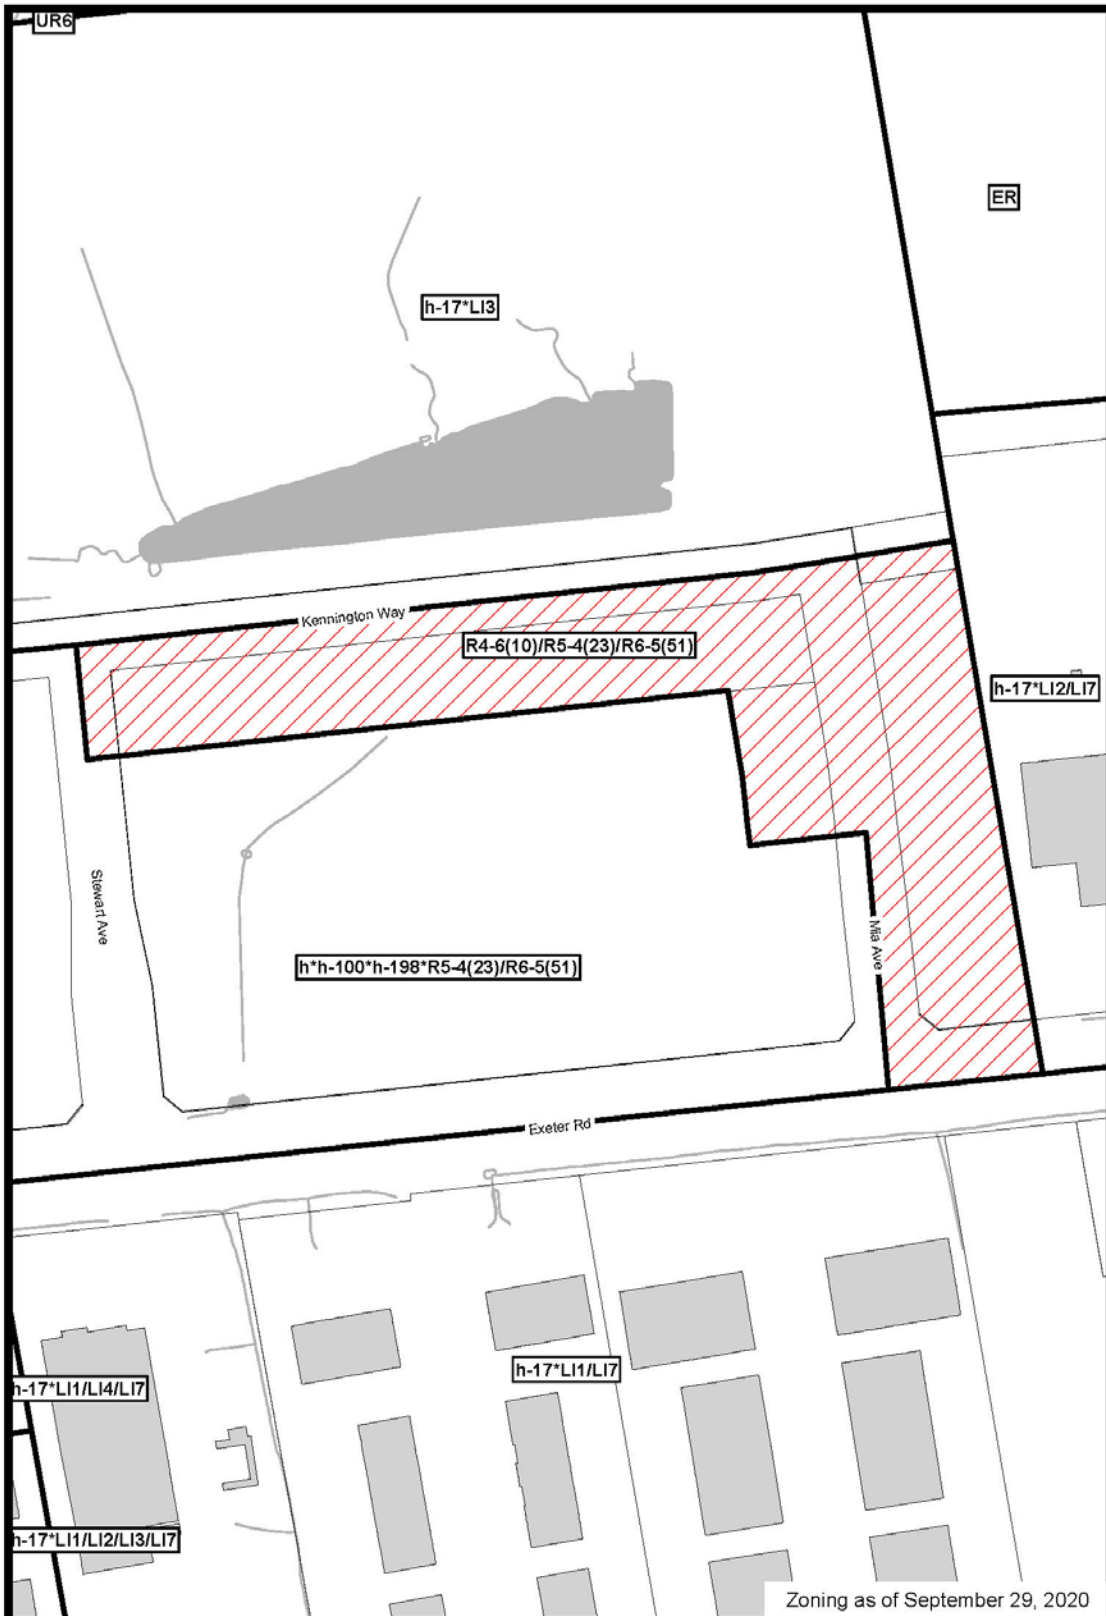 UR6
ER
h-17*LI3
Kennington Way
R4-6(10)/R5-4(23)/R6-5(51)
h-17*LI2/LI7
Stewart Ave
Mia Ave
h*h-100*h-198*R5-4(23)/R6-5(51)
Exeter Rd
h-17*LI1/LI7
h-17*LI1/LI4/LI7
h-17*LI1/LI2/LI3/LI7
Zoning as of September 29, 2020